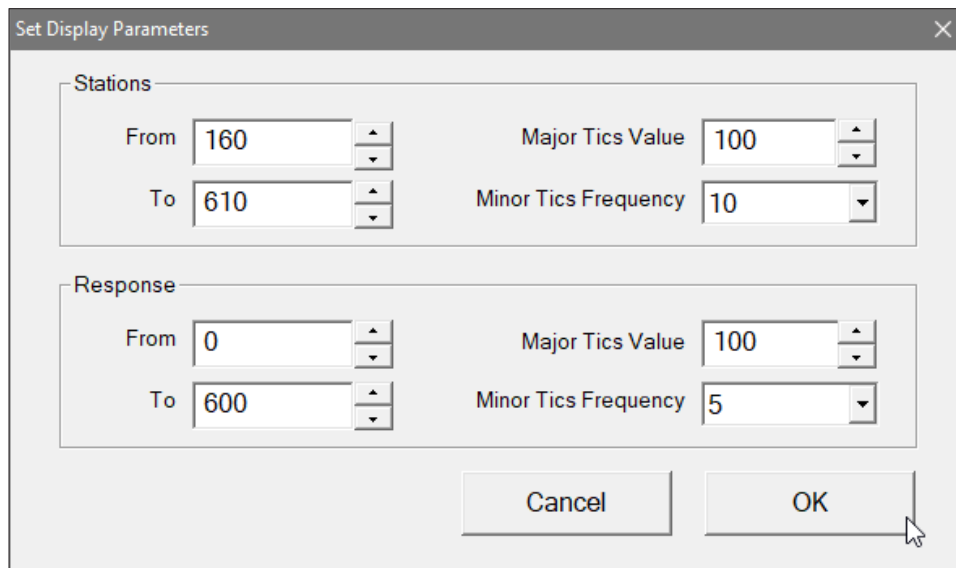 Set Display Parameters
Stations
From 160 Major Tics Value 100
To 610 Minor Tics Frequency 10
Response
From 0 Major Tics Value 100
To 600 Minor Tics Frequency 5
Cancel OK